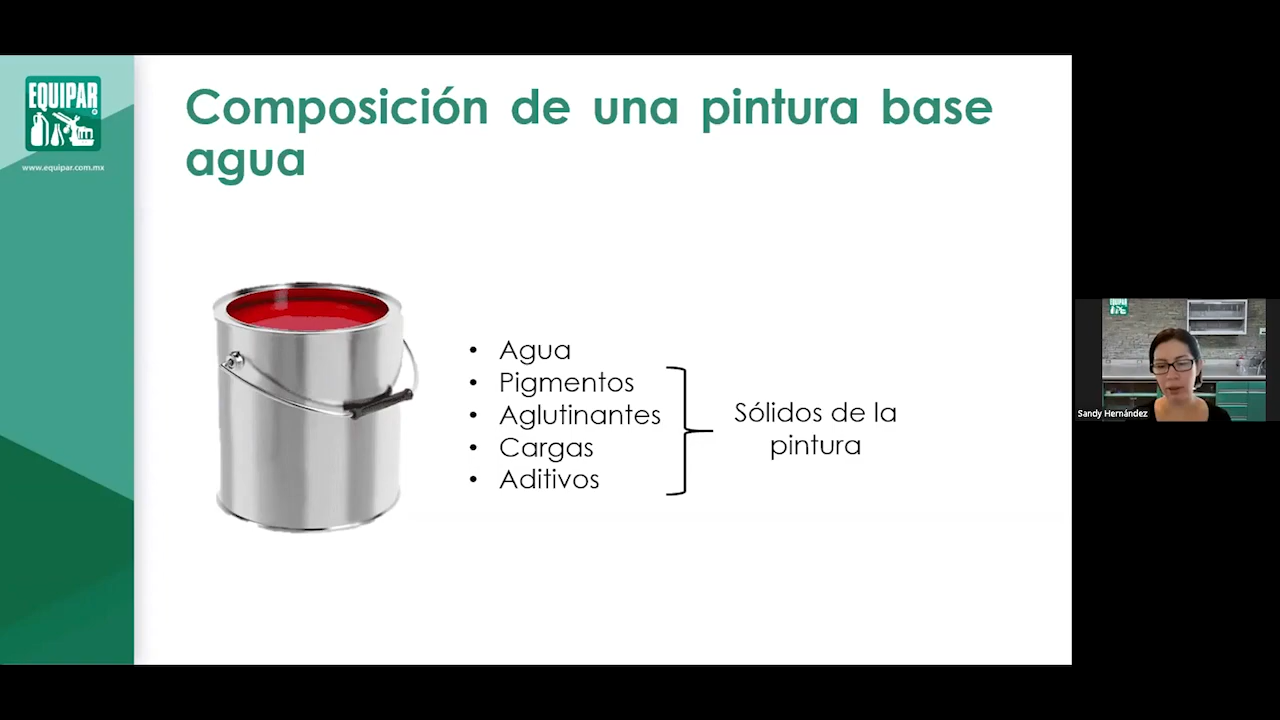 EQUIPAR
www.equipar.com.mx
Composición de una pintura base
agua
• Agua
• Pigmentos
• Aglutinantes
• Cargas
• Aditivos
Sólidos de la
pintura
EQUIPAR
Sandy Hernández